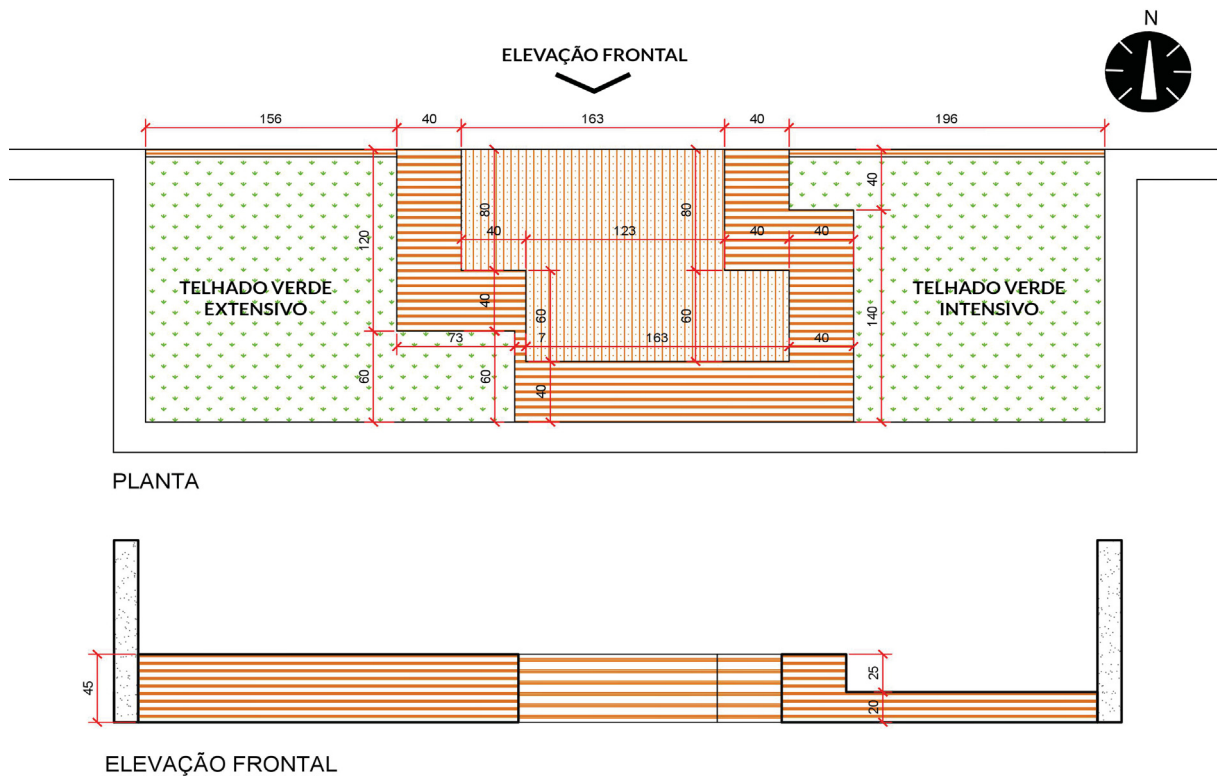 N
ELEVAÇÃO FRONTAL
156 40 163 40 196
40
80 80
120 40 123 40 40
TELHADO VERDE
EXTENSIVO
TELHADO VERDE
INTENSIVO
40 60 60 140
73 7 163 40
60 60 40
PLANTA
45 25
20
ELEVAÇÃO FRONTAL